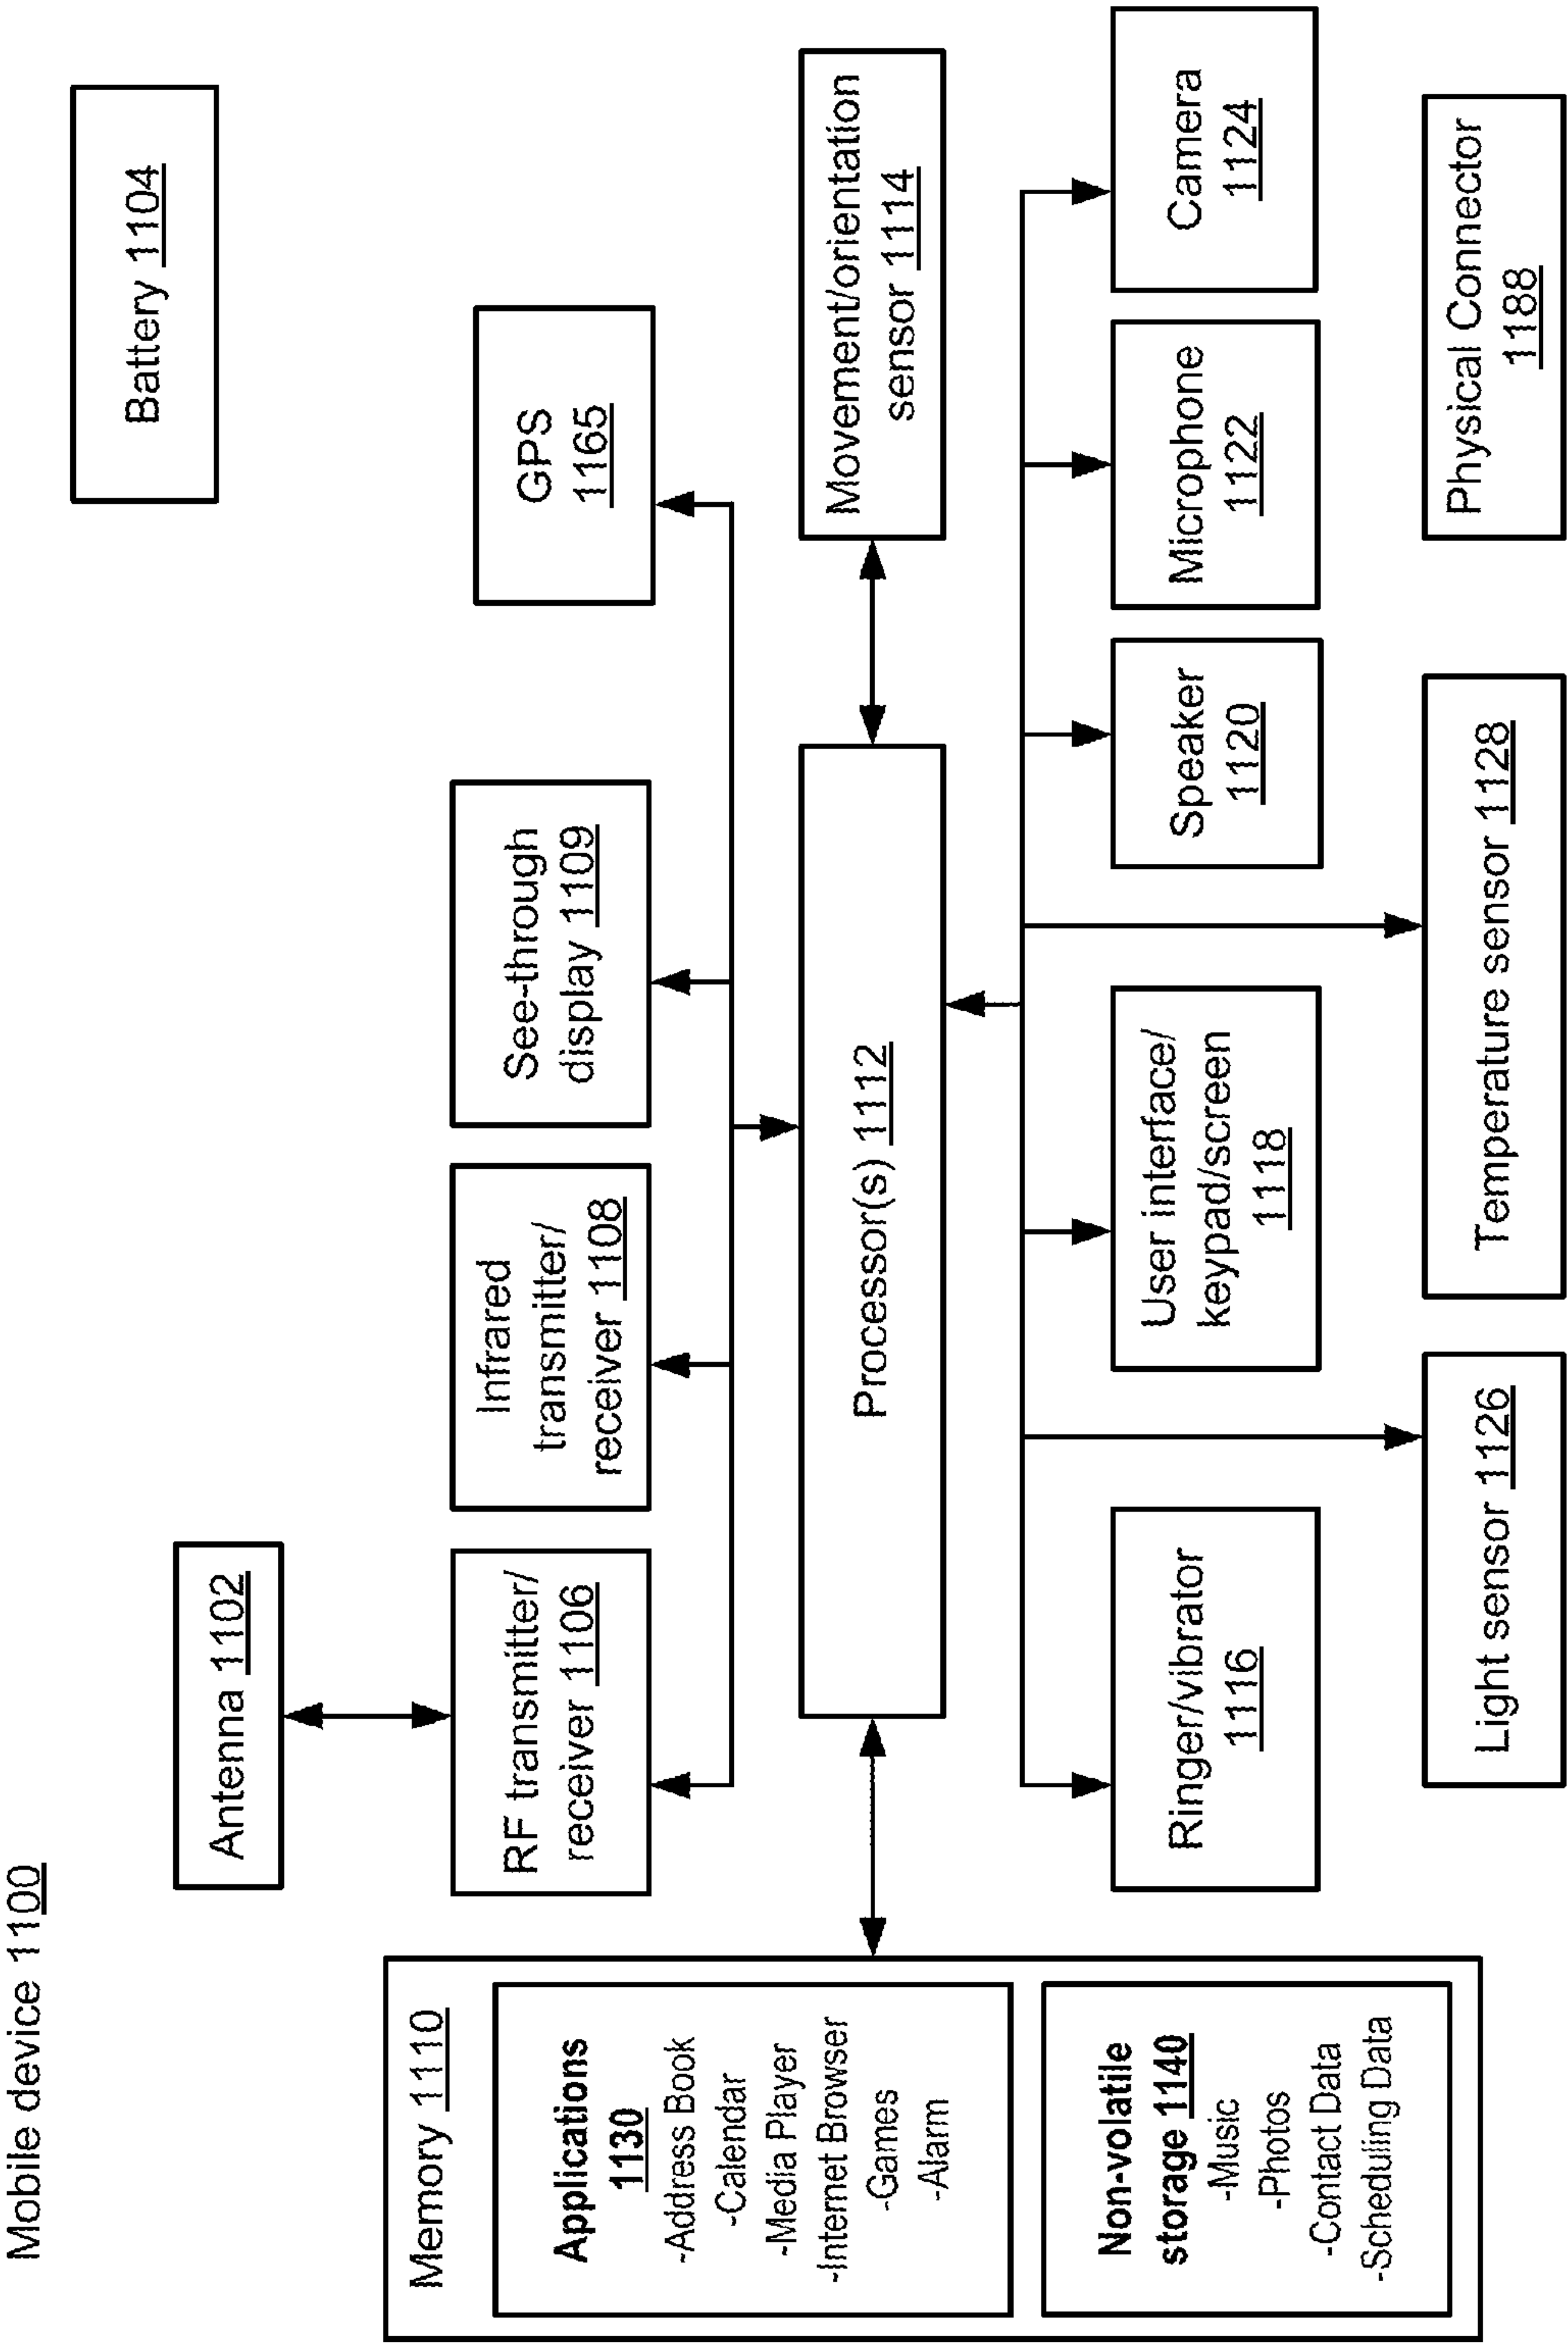 Mobile device 1100
Battery 1104
Antenna 1102
RF transmitter/
receiver 1106
Infrared
transmitter/
receiver 1108
See-through
display 1109
GPS
1165
Memory 1110
Applications
1130
-Address Book
-Calendar
-Media Player
-Internet Browser
-Games
-Alarm
Non-volatile
storage 1140
-Music
-Photos
-Contact Data
-Scheduling Data
Processor(s) 1112
Movement/orientation
sensor 1114
Ringer/vibrator
1116
User interface/
keypad/screen
1118
Speaker
1120
Microphone
1122
Camera
1124
Light sensor 1126
Temperature sensor 1128
Physical Connector
1188